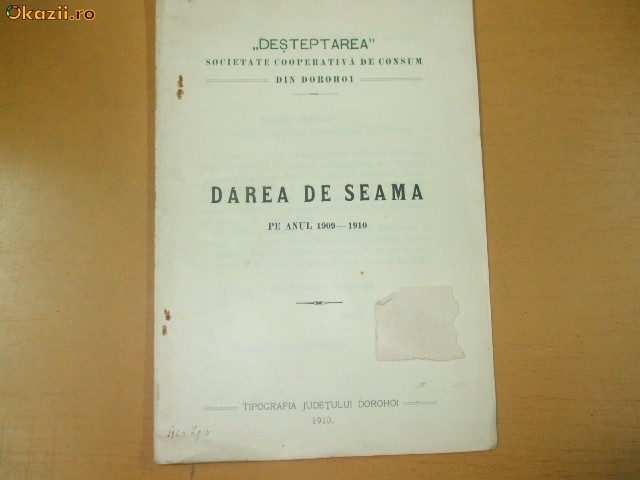 Okazii.ro
„DEȘTEPTAREA”
SOCIETATE COOPERATIVĂ DE CONSUM
DIN DOROHOI
DAREA DE SEAMA
PE ANUL 1909—1910
TIPOGRAFIA JUDEȚULUI DOROHOI
1910.